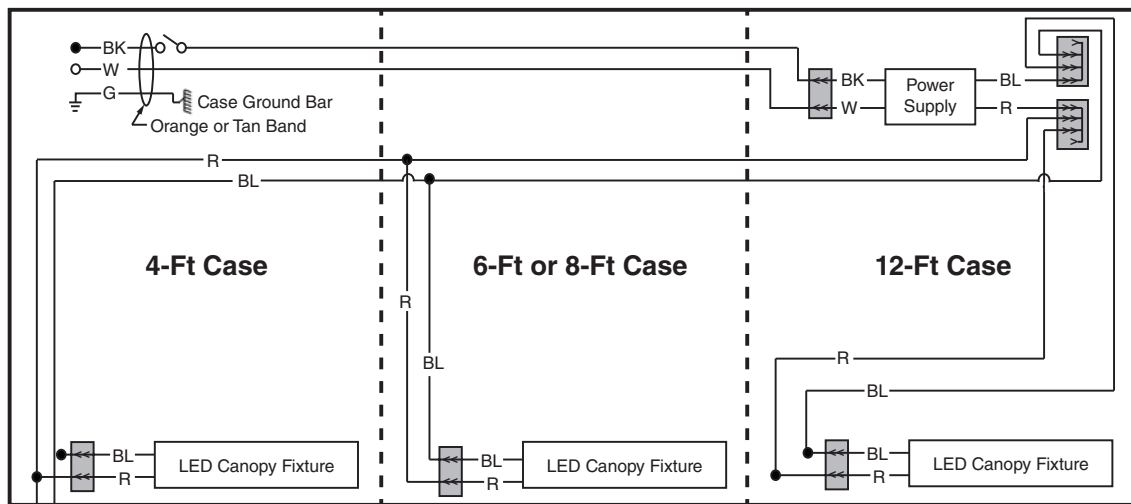 BK
W
G
Case Ground Bar
Orange or Tan Band
BK
W
Power
Supply
BL
R
R
BL
4-Ft Case
6-Ft or 8-Ft Case
12-Ft Case
R
BL
R
BL
BL
R
LED Canopy Fixture
BL
R
LED Canopy Fixture
BL
R
LED Canopy Fixture